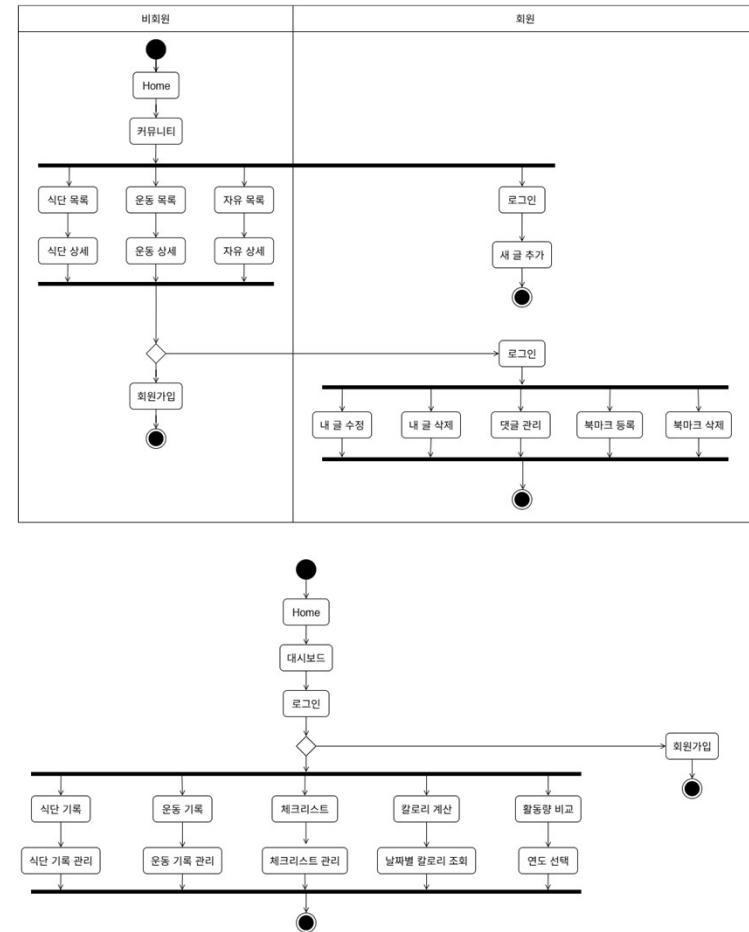 비회원 회원
Home
커뮤니티
식단 목록 운동 목록 자유 목록 로그인
식단 상세 운동 상세 자유 상세 새 글 추가
로그인
회원가입
내 글 수정 내 글 삭제 댓글 관리 북마크 등록 북마크 삭제
Home
대시보드
로그인
회원가입
식단 기록 운동 기록 체크리스트 칼로리 계산 활동량 비교
식단 기록 관리 운동 기록 관리 체크리스트 관리 날짜별 칼로리 조회 연도 선택